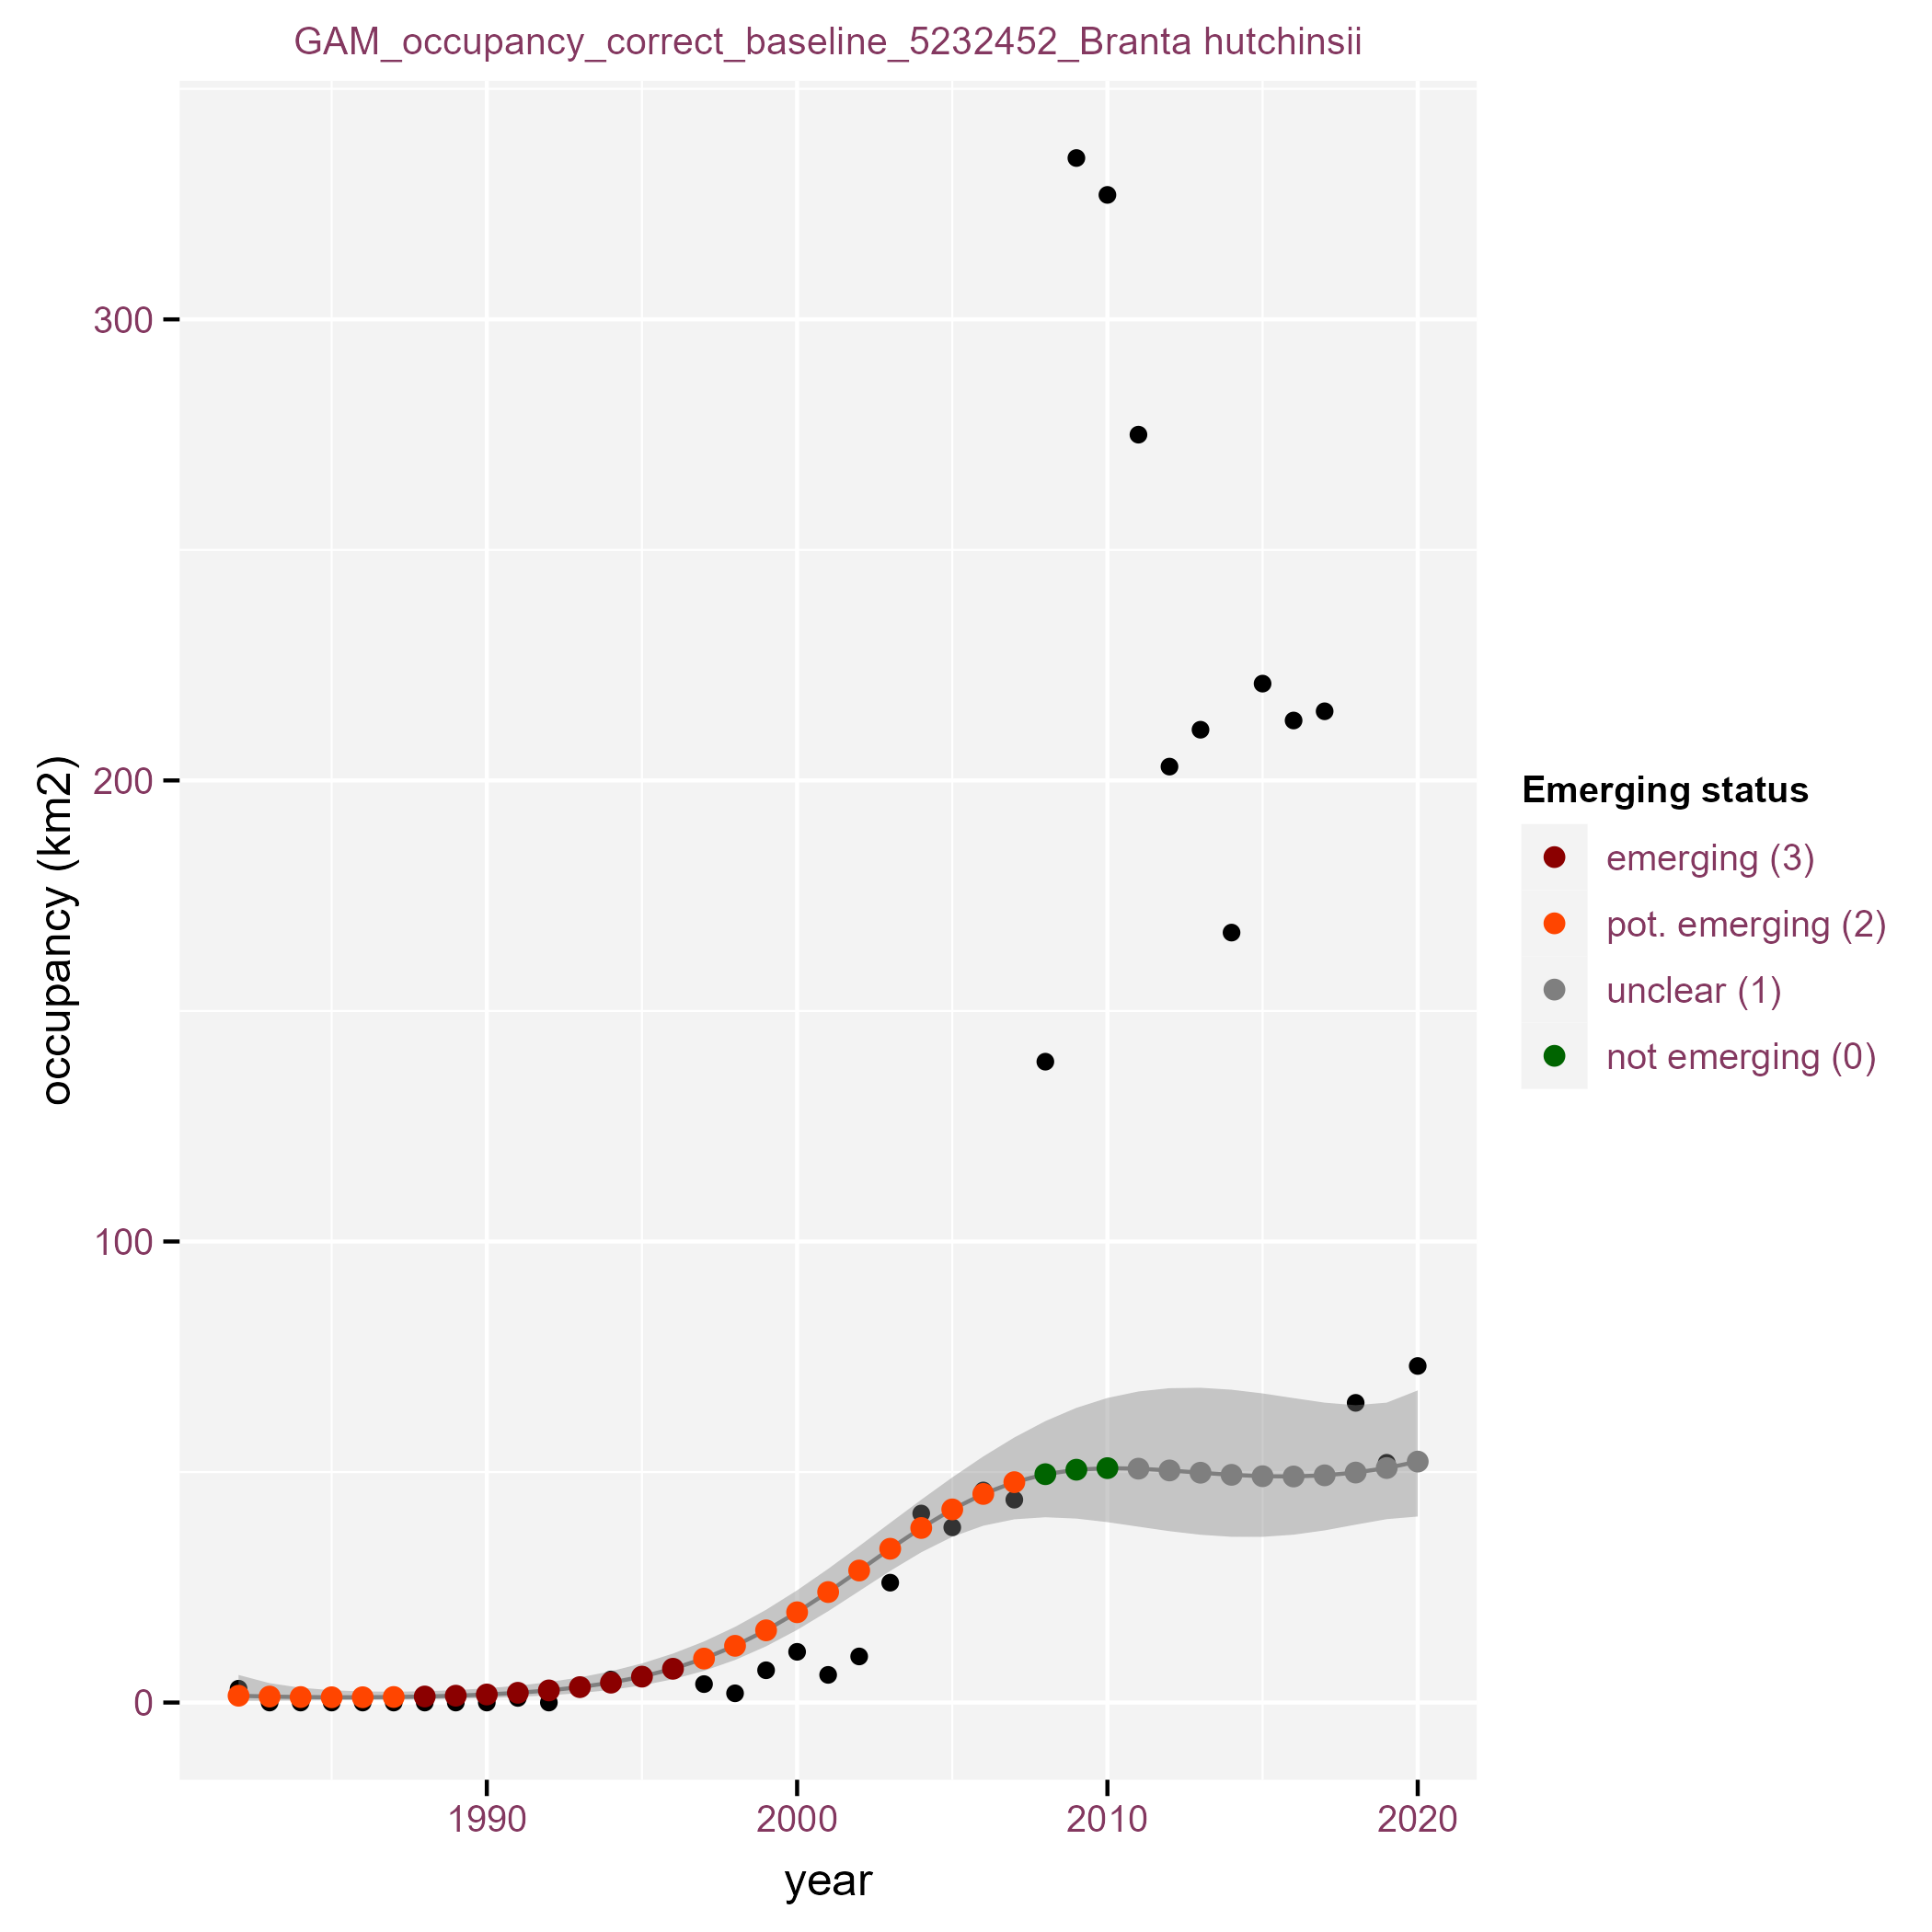 GAM_occupancy_correct_baseline_5232452_Branta hutchinsii
occupancy (km2)
300
200
100
0
1990
2000
2010
2020
year
Emerging status
emerging (3)
pot. emerging (2)
unclear (1)
not emerging (0)